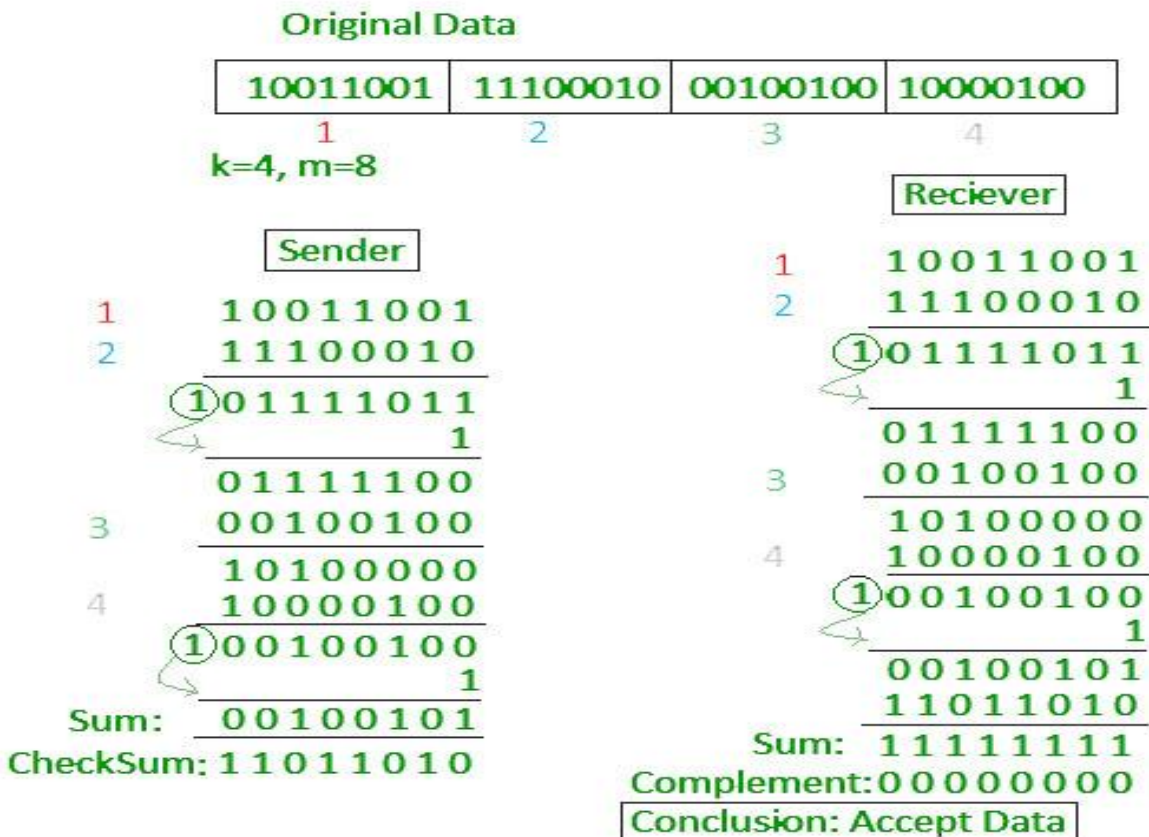 Original Data
10011001 11100010 00100100 10000100
1 2 3 4
k=4, m=8
Sender
1 10011001
2 11100010
1 01111011
1
01111100
3 00100100
10100000
4 10000100
1 00100100
1
Sum: 00100101
CheckSum: 11011010
Reciever
1 10011001
2 11100010
1 01111011
1
01111100
3 00100100
10100000
4 10000100
1 00100100
1
00100101
11011010
Sum: 11111111
Complement: 00000000
Conclusion: Accept Data